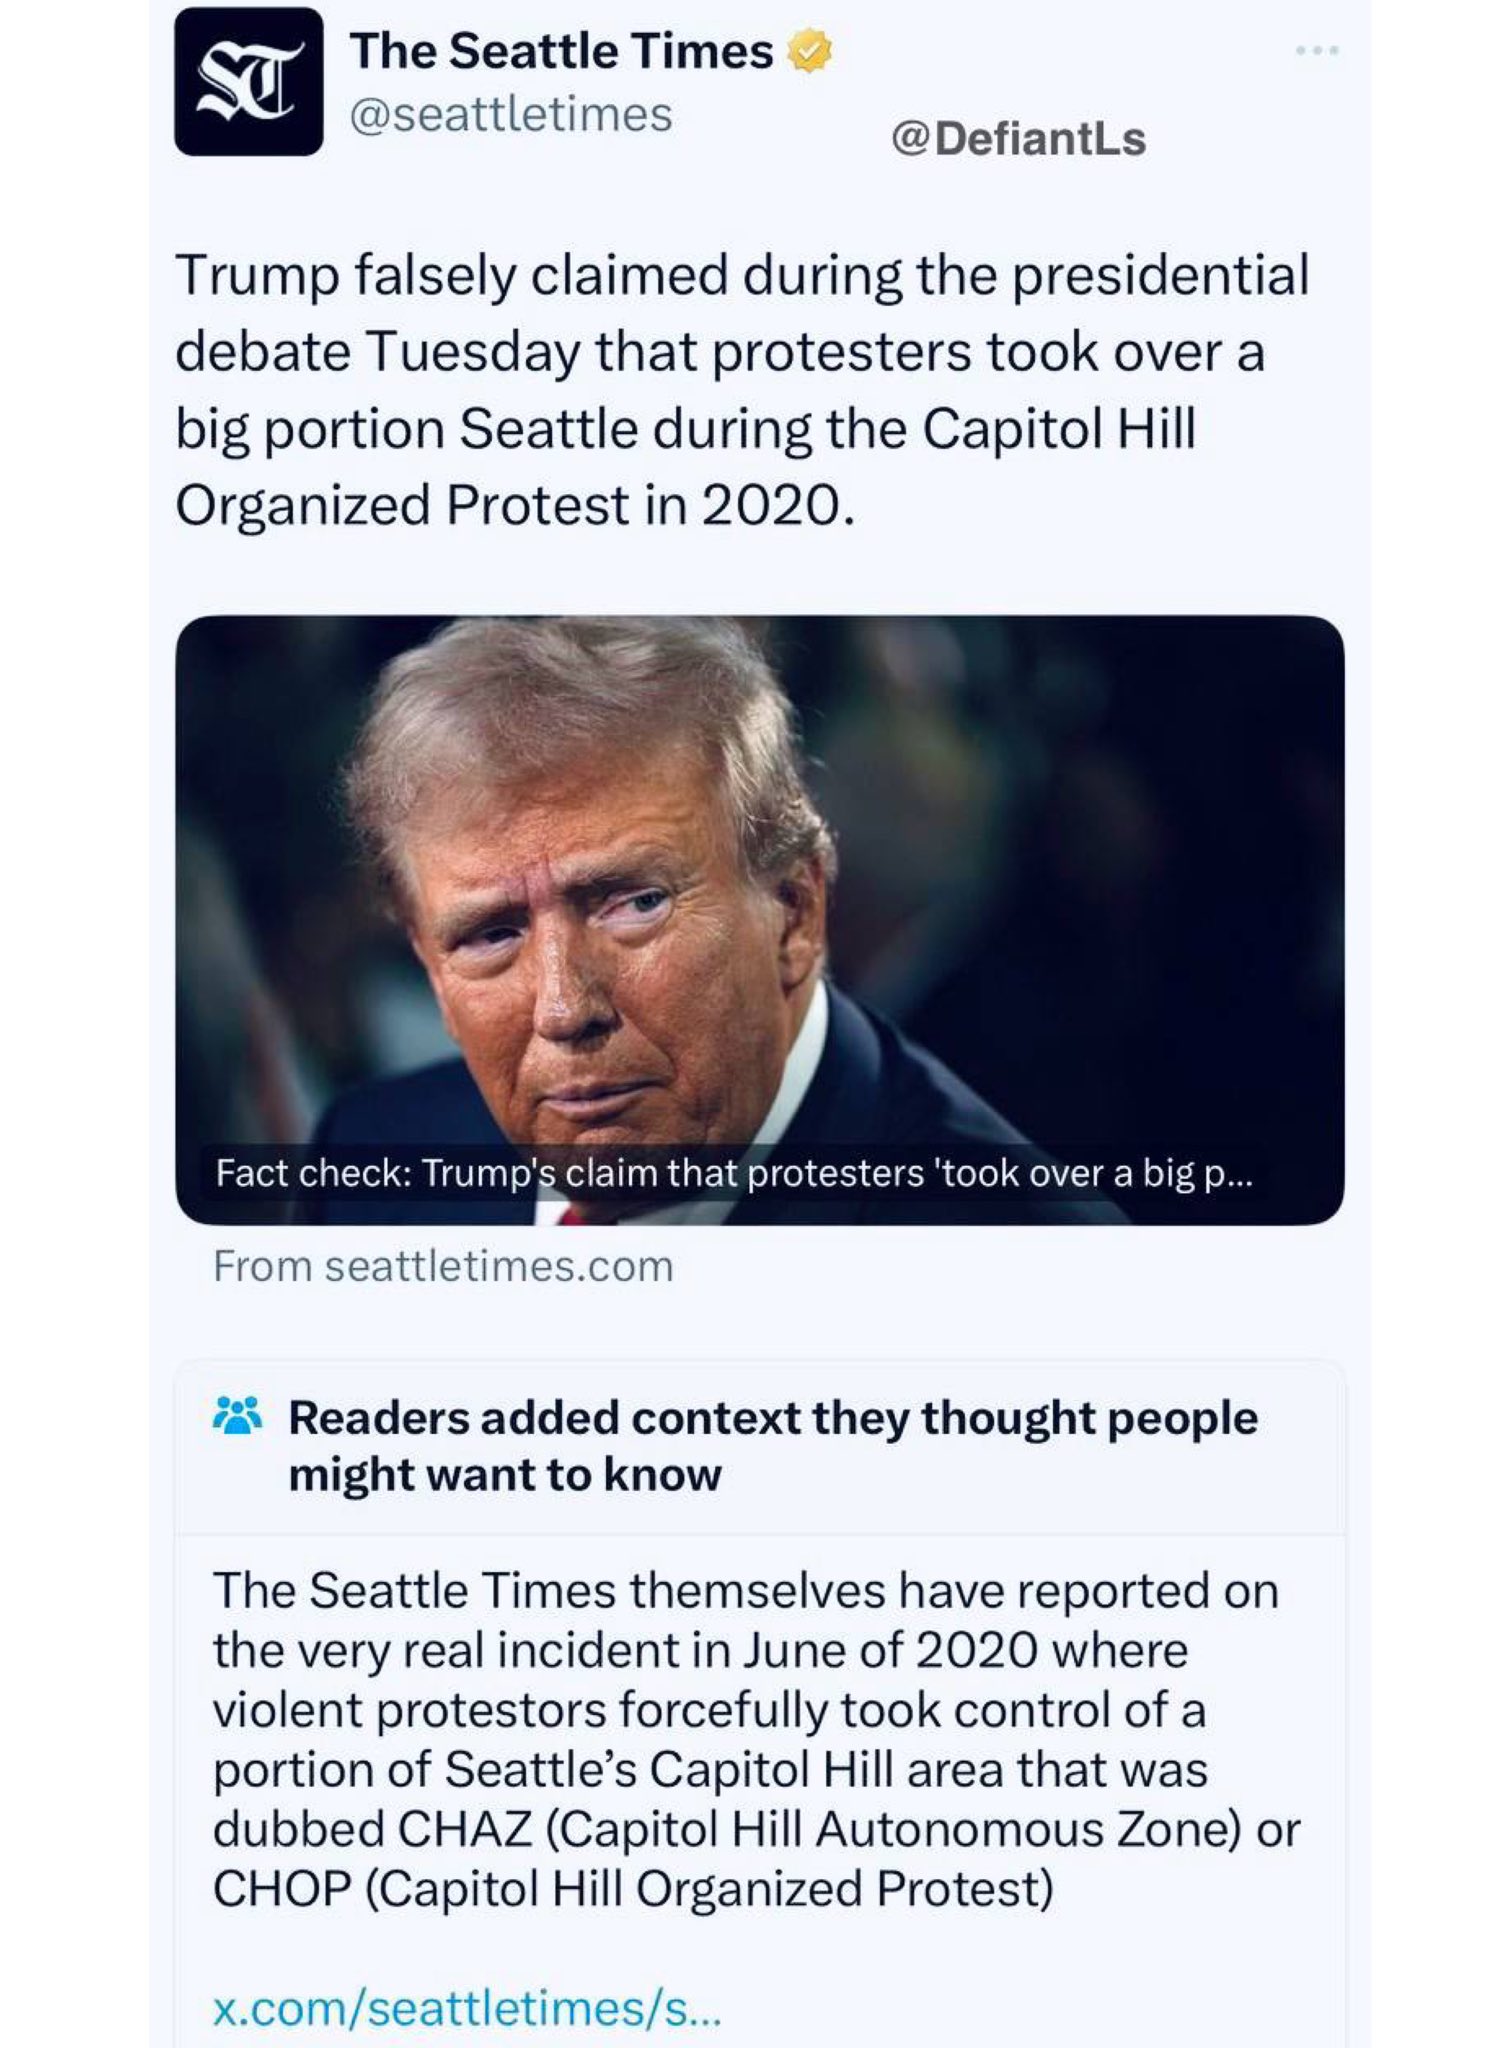 ST
The Seattle Times
@seattletimes
@DefiantLs
Trump falsely claimed during the presidential
debate Tuesday that protesters took over a
big portion Seattle during the Capitol Hill
Organized Protest in 2020.
Fact check: Trump's claim that protesters 'took over a big p...
From seattletimes.com
Readers added context they thought people
might want to know
The Seattle Times themselves have reported on
the very real incident in June of 2020 where
violent protestors forcefully took control of a
portion of Seattle’s Capitol Hill area that was
dubbed CHAZ (Capitol Hill Autonomous Zone) or
CHOP (Capitol Hill Organized Protest)
x.com/seattletimes/s...